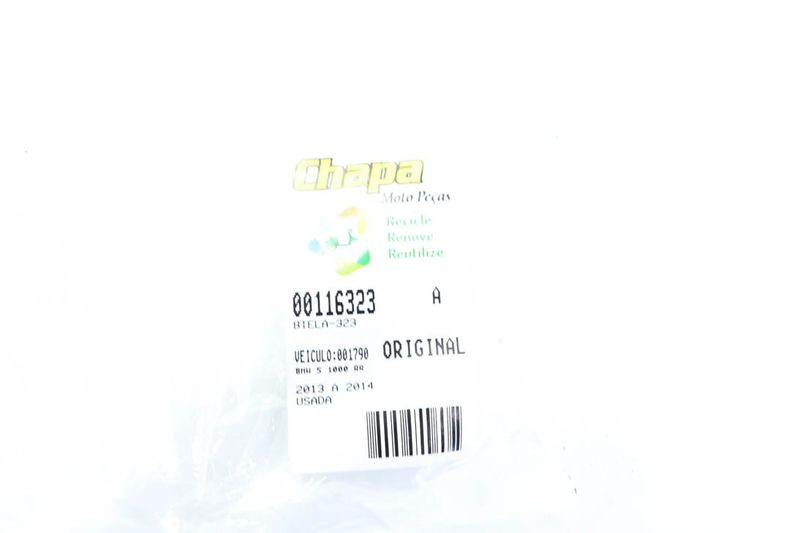 Chapa
Moto Peças
Recicle
Renove
Reutilize
00116323 A
BIELA-323
VEICULO:001790 ORIGINAL
BMW S 1000 RR
2013 A 2014
USADA